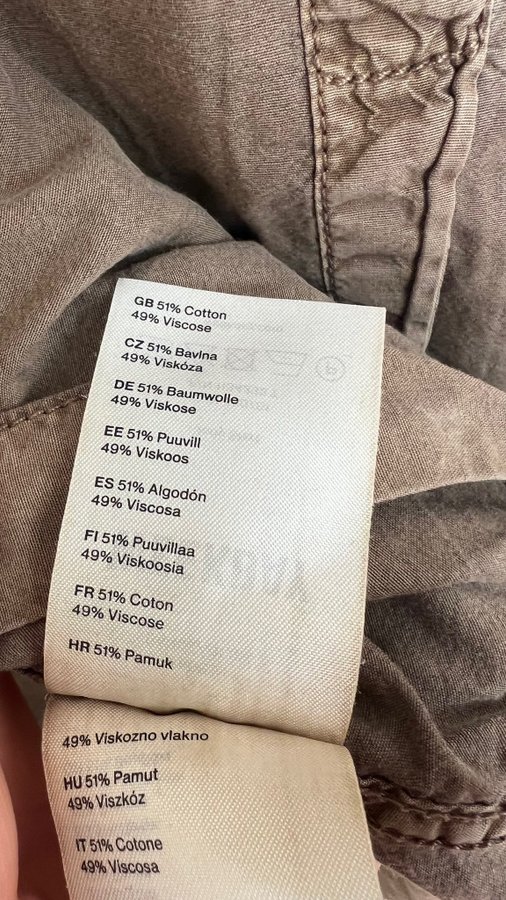 GB 51% Cotton
49% Viscose
CZ 51% Bavlna
49% Viskóza
DE 51% Baumwolle
49% Viskose
EE 51% Puuvill
49% Viskoos
ES 51% Algodón
49% Viscosa
FI 51% Puuvillaa
49% Viskoosia
FR 51% Coton
49% Viscose
HR 51% Pamuk
49% Viskozno vlakno
HU 51% Pamut
49% Viszkóz
IT 51% Cotone
49% Viscosa